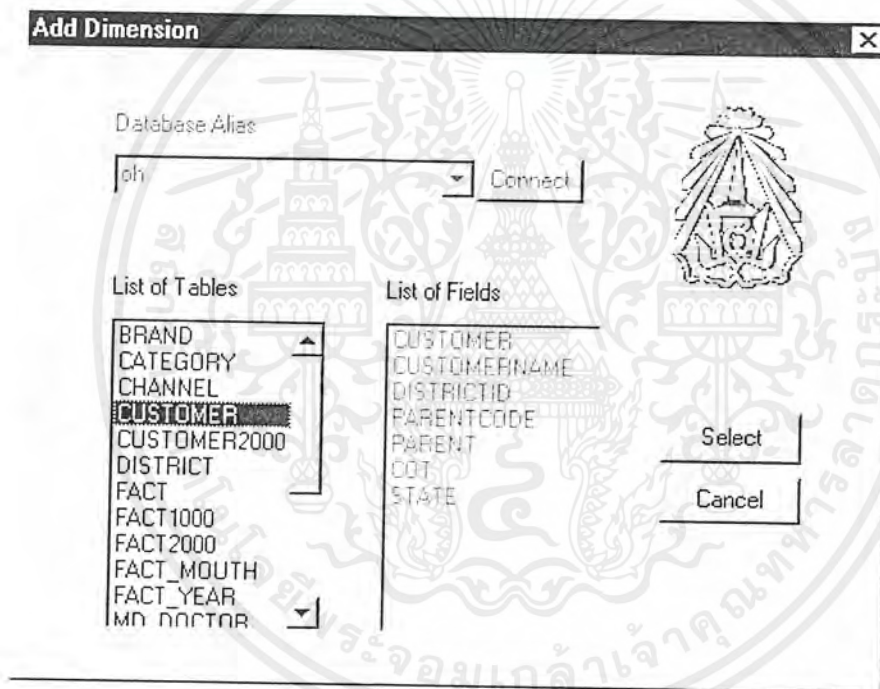 Add Dimension
Database Alias
oh
Connect
List of Tables
List of Fields
BRAND
CATEGORY
CHANNEL
CUSTOMER
CUSTOMER2000
DISTRICT
FACT
FACT1000
FACT2000
FACT_MOUTH
FACT_YEAR
MD_DOCTOR
CUSTOMER
CUSTOMERNAME
DISTRICTID
PARENTCODE
PARENT
COT
STATE
Select
Cancel